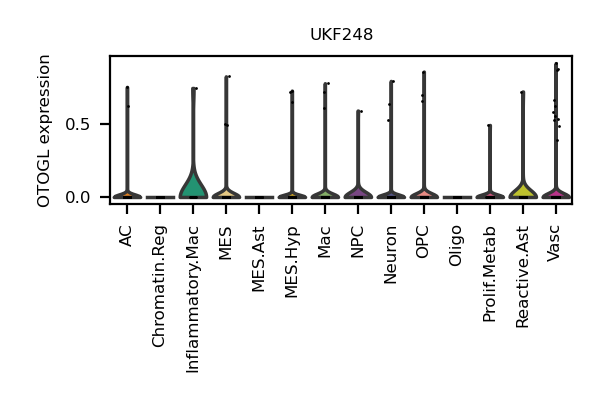 UKF248
OTOGL expression
0.5
0.0
AC
Chromatin.Reg
Inflammatory.Mac
MES
MES.Ast
MES.Hyp
Mac
NPC
Neuron
OPC
Oligo
Prolif.Metab
Reactive.Ast
Vasc